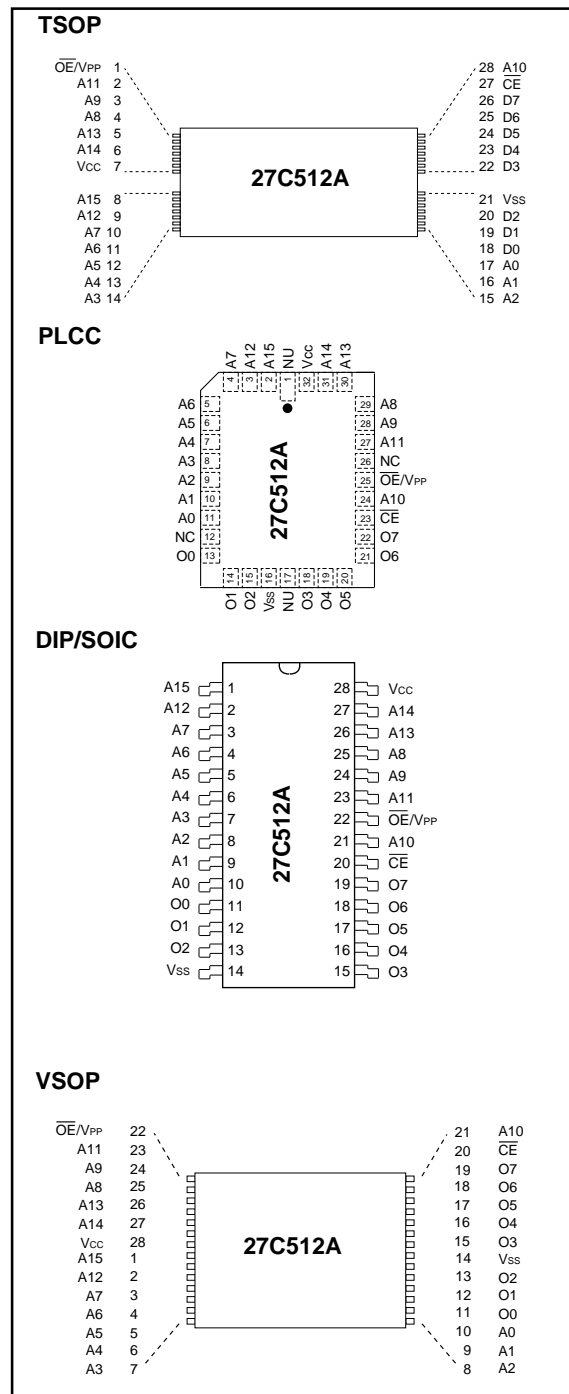 TSOP
OE/VPP 1 28 A10
A11 2 27 CE
A9 3 26 D7
A8 4 25 D6
A13 5 24 D5
A14 6 23 D4
VCC 7 22 D3
27C512A
A15 8 21 VSS
A12 9 20 D2
A7 10 19 D1
A6 11 18 D0
A5 12 17 A0
A4 13 16 A1
A3 14 15 A2
PLCC
A7 A12 A15 NU Vcc A14 A13
4 3 2 1 32 31 30
A6 5 29 A8
A5 6 28 A9
A4 7 27 A11
A3 8 26 NC
A2 9 25 OE/VPP
A1 10 24 A10
A0 11 23 CE
NC 12 22 O7
O0 13 21 O6
27C512A
14 15 16 17 18 19 20
O1 O2 VSS NU O3 O4 O5
DIP/SOIC
A15 1 28 VCC
A12 2 27 A14
A7 3 26 A13
A6 4 25 A8
A5 5 24 A9
A4 6 23 A11
A3 7 22 OE/VPP
A2 8 21 A10
A1 9 20 CE
A0 10 19 O7
O0 11 18 O6
O1 12 17 O5
O2 13 16 O4
VSS 14 15 O3
27C512A
VSOP
OE/VPP 22 21 A10
A11 23 20 CE
A9 24 19 O7
A8 25 18 O6
A13 26 17 O5
A14 27 16 O4
VCC 28 15 O3
27C512A
A15 1 14 VSS
A12 2 13 O2
A7 3 12 O1
A6 4 11 O0
A5 5 10 A0
A4 6 9 A1
A3 7 8 A2